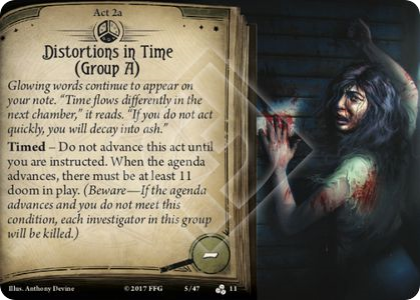 Act 2a
Distortions in Time
(Group A)
Glowing words continue to appear on
your note. “Time flows differently in the
next chamber,” it reads. “If you do not act
quickly, you will decay into ash.”
Timed – Do not advance this act until
you are instructed. When the agenda
advances, there must be at least 11
doom in play. (Beware—If the agenda
advances and you do not meet this
condition, each investigator in this group
will be killed.)
–
Illus. Anthony Devine
©2017 FFG
5/47
11